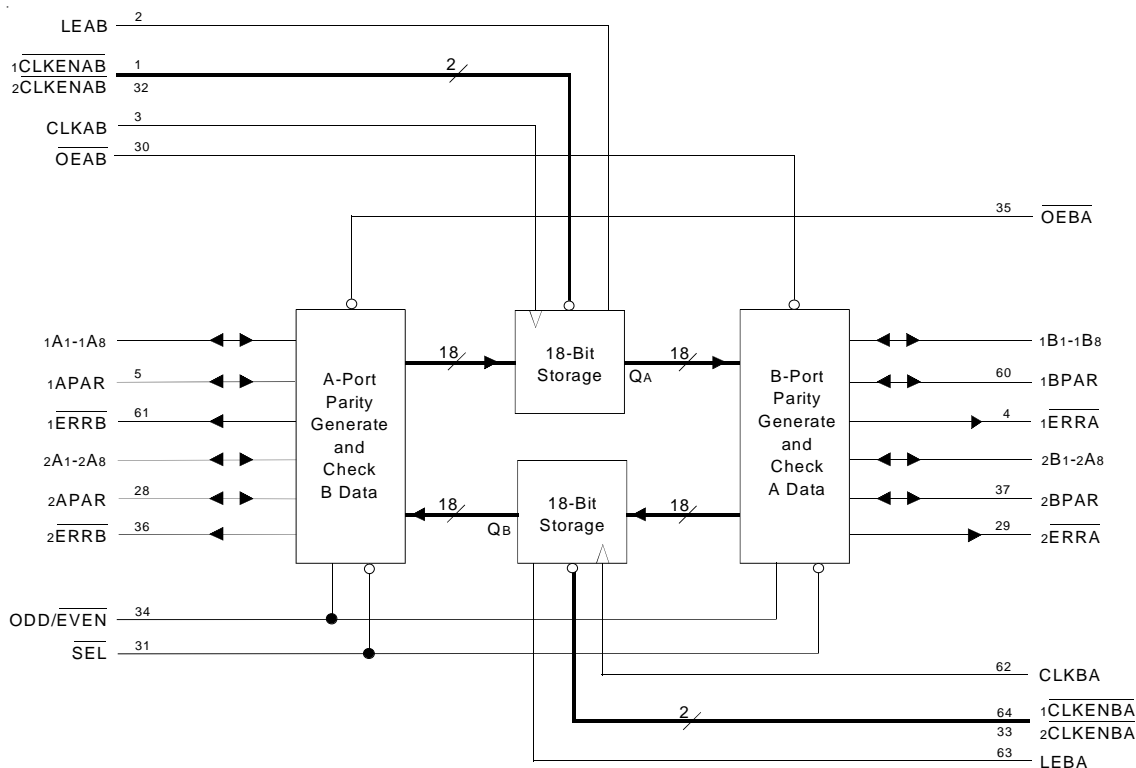 LEAB 2
1CLKENAB 1 2
2CLKENAB 32
CLKAB 3
OEAB 30
35 OEBA
1A1-1A8
1APAR 5
1ERRB 61
2A1-2A8
2APAR 28
2ERRB 36
A-Port
Parity
Generate
and
Check
B Data
18
18-Bit
Storage
QA
18
18
QB
18-Bit
Storage
18
B-Port
Parity
Generate
and
Check
A Data
1B1-1B8
60 1BPAR
4 1ERRA
2B1-2A8
37 2BPAR
29 2ERRA
ODD/EVEN 34
SEL 31
62 CLKBA
2 64 1CLKENBA
33 2CLKENBA
63 LEBA